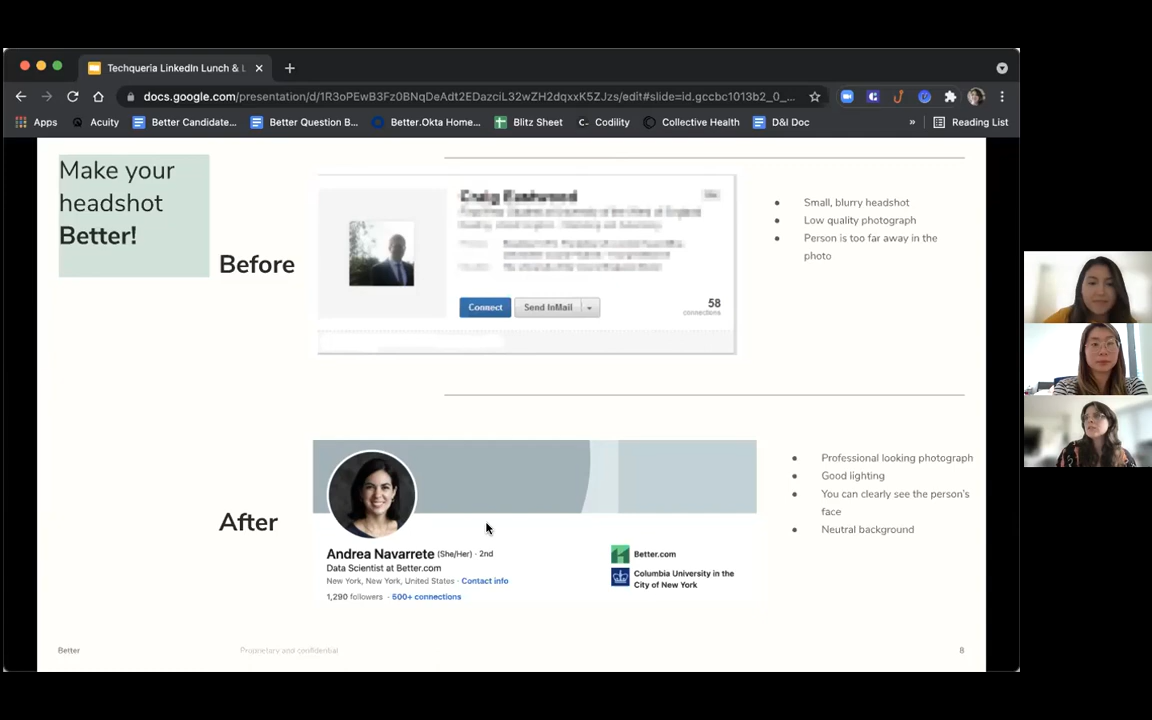 Techqueria LinkedIn Lunch & L
docs.google.com/presentation/d/1R3oPEwB3Fz0BNqDeAdt2EDazciL32wZH2dqxxK5ZJzs/edit#slide=id.gccbc1013b2_0_...
Apps Acuity Better Candidate... Better Question B... Better.Okta Home... Blitz Sheet Codility Collective Health D&I Doc » Reading List
Make your
headshot
Better!
Before
Connect Send InMail
58
connections
• Small, blurry headshot
• Low quality photograph
• Person is too far away in the
photo
After
Andrea Navarrete (She/Her) · 2nd
Data Scientist at Better.com
New York, New York, United States · Contact info
1,290 followers · 500+ connections
Better.com
Columbia University in the
City of New York
• Professional looking photograph
• Good lighting
• You can clearly see the person's
face
• Neutral background
Better
Proprietary and confidential
8